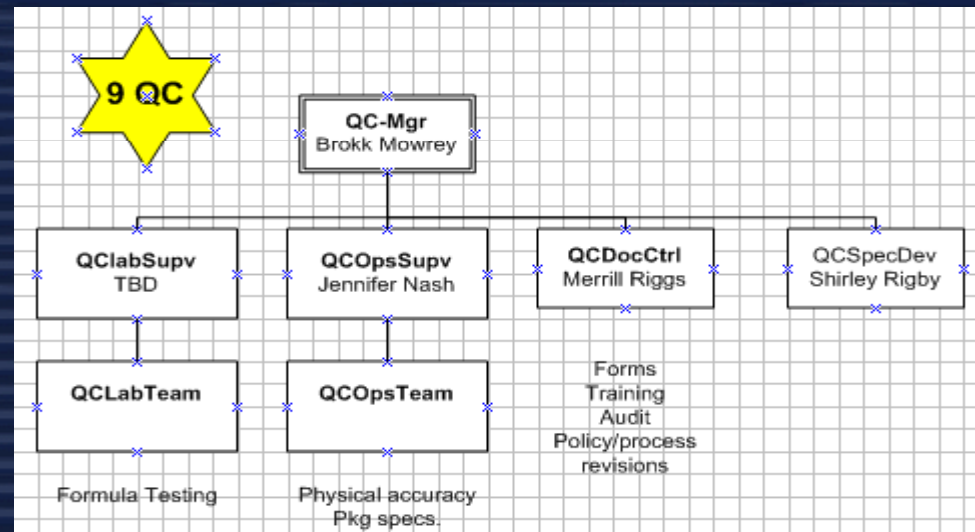 9 QC
QC-Mgr
Brokk Mowrey
QClabSupv
TBD
QCOpsSupv
Jennifer Nash
QCDocCtrl
Merrill Riggs
QCSpecDev
Shirley Rigby
QCLabTeam
QCOpsTeam
Forms
Training
Audit
Policy/process
revisions
Formula Testing
Physical accuracy
Pkg specs.